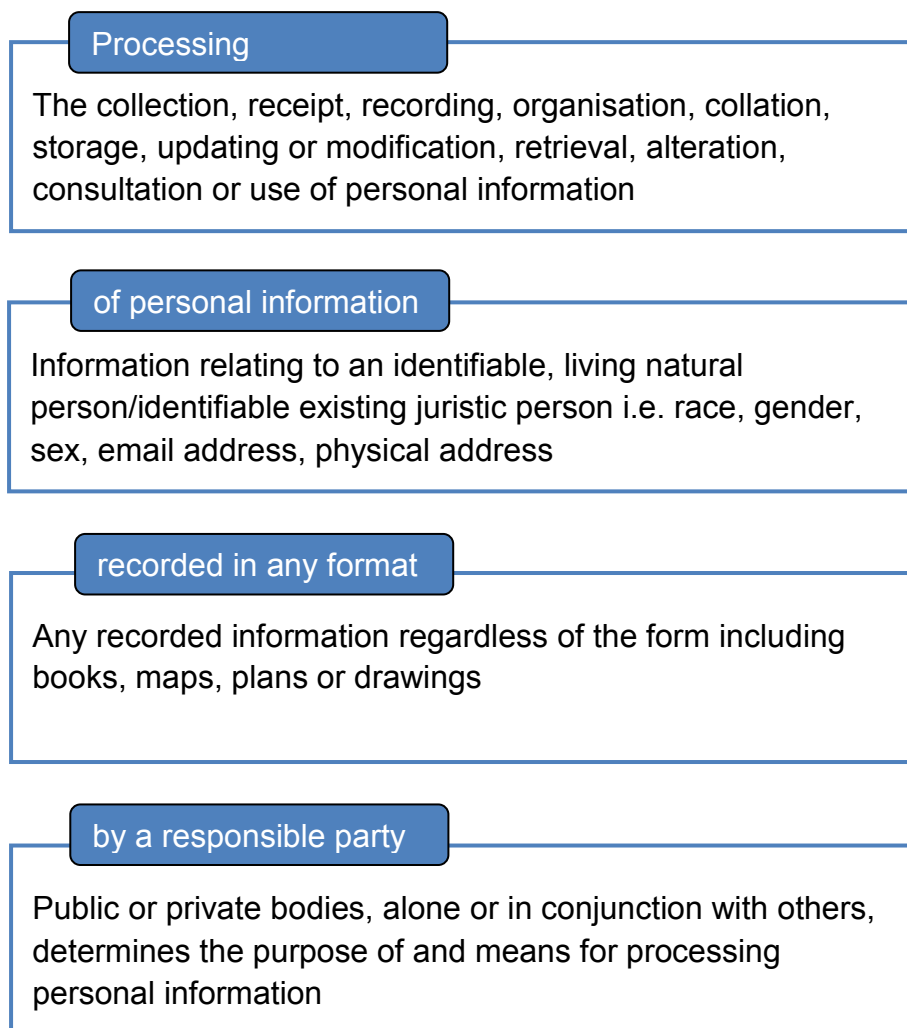 Processing
The collection, receipt, recording, organisation, collation,
storage, updating or modification, retrieval, alteration,
consultation or use of personal information
of personal information
Information relating to an identifiable, living natural
person/identifiable existing juristic person i.e. race, gender,
sex, email address, physical address
recorded in any format
Any recorded information regardless of the form including
books, maps, plans or drawings
by a responsible party
Public or private bodies, alone or in conjunction with others,
determines the purpose of and means for processing
personal information